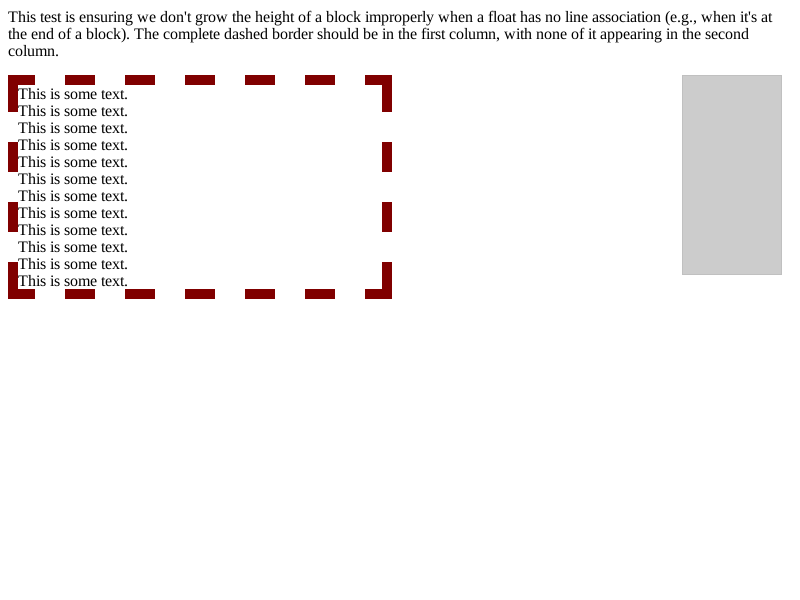 This test is ensuring we don't grow the height of a block improperly when a float has no line association (e.g., when it's at
the end of a block). The complete dashed border should be in the first column, with none of it appearing in the second
column.
This is some text.
This is some text.
This is some text.
This is some text.
This is some text.
This is some text.
This is some text.
This is some text.
This is some text.
This is some text.
This is some text.
This is some text.